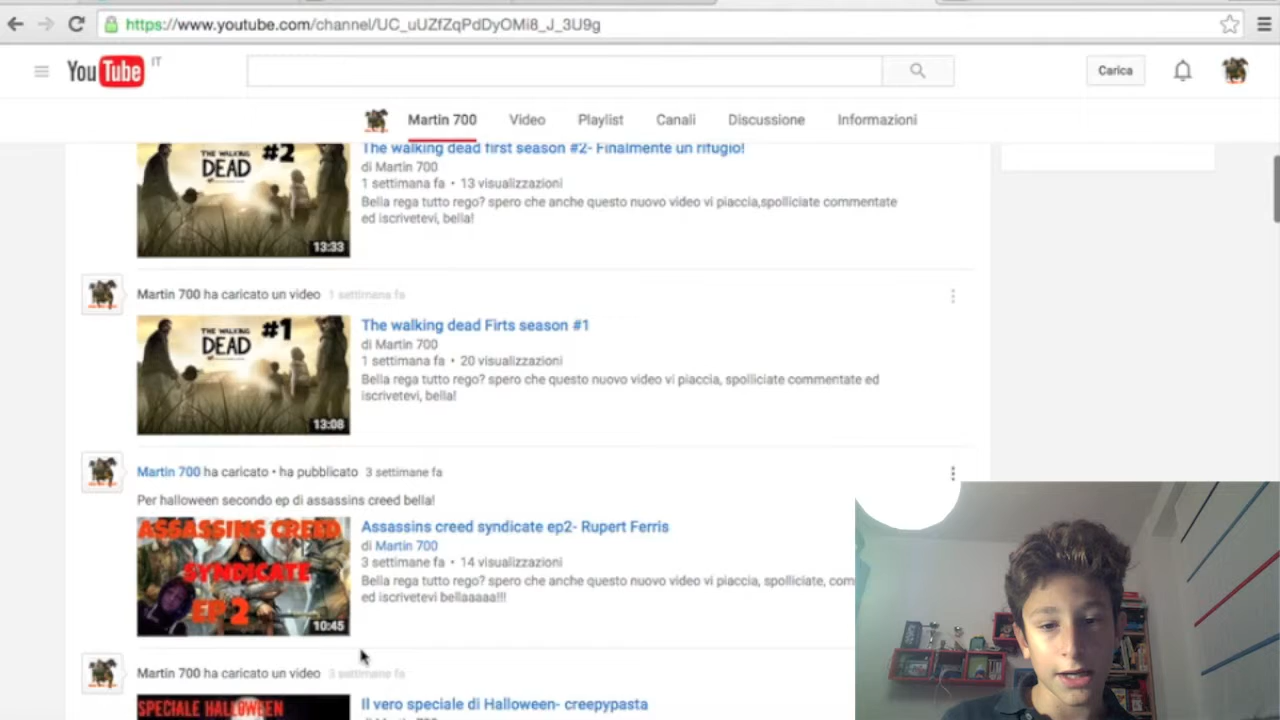 https://www.youtube.com/channel/UC_uUZfZqPdDyOMi8_J_3U9g
YouTube IT
Carica
Martin 700 Video Playlist Canali Discussione Informazioni
THE WALKING DEAD #2
13:33
The walking dead first season #2- Finalmente un rifugio!
di Martin 700
1 settimana fa • 13 visualizzazioni
Bella rega tutto rego? spero che anche questo nuovo video vi piaccia,spolliciate commentate
ed iscrivetevi, bella!
Martin 700 ha caricato un video 1 settimana fa
THE WALKING DEAD #1
13:08
The walking dead Firts season #1
di Martin 700
1 settimana fa • 20 visualizzazioni
Bella rega tutto rego? spero che questo nuovo video vi piaccia, spolliciate commentate ed
iscrivetevi, bella!
Martin 700 ha caricato • ha pubblicato 3 settimane fa
Per halloween secondo ep di assassins creed bella!
ASSASSINS CREED
SYNDICATE
EP 2
10:45
Assassins creed syndicate ep2- Rupert Ferris
di Martin 700
3 settimane fa • 14 visualizzazioni
Bella rega tutto rego? spero che anche questo nuovo video vi piaccia, spolliciate, com
ed iscrivetevi bellaaaaa!!!
Martin 700 ha caricato un video 3 settimane fa
SPECIALE HALLOWEEN
Il vero speciale di Halloween- creepypasta